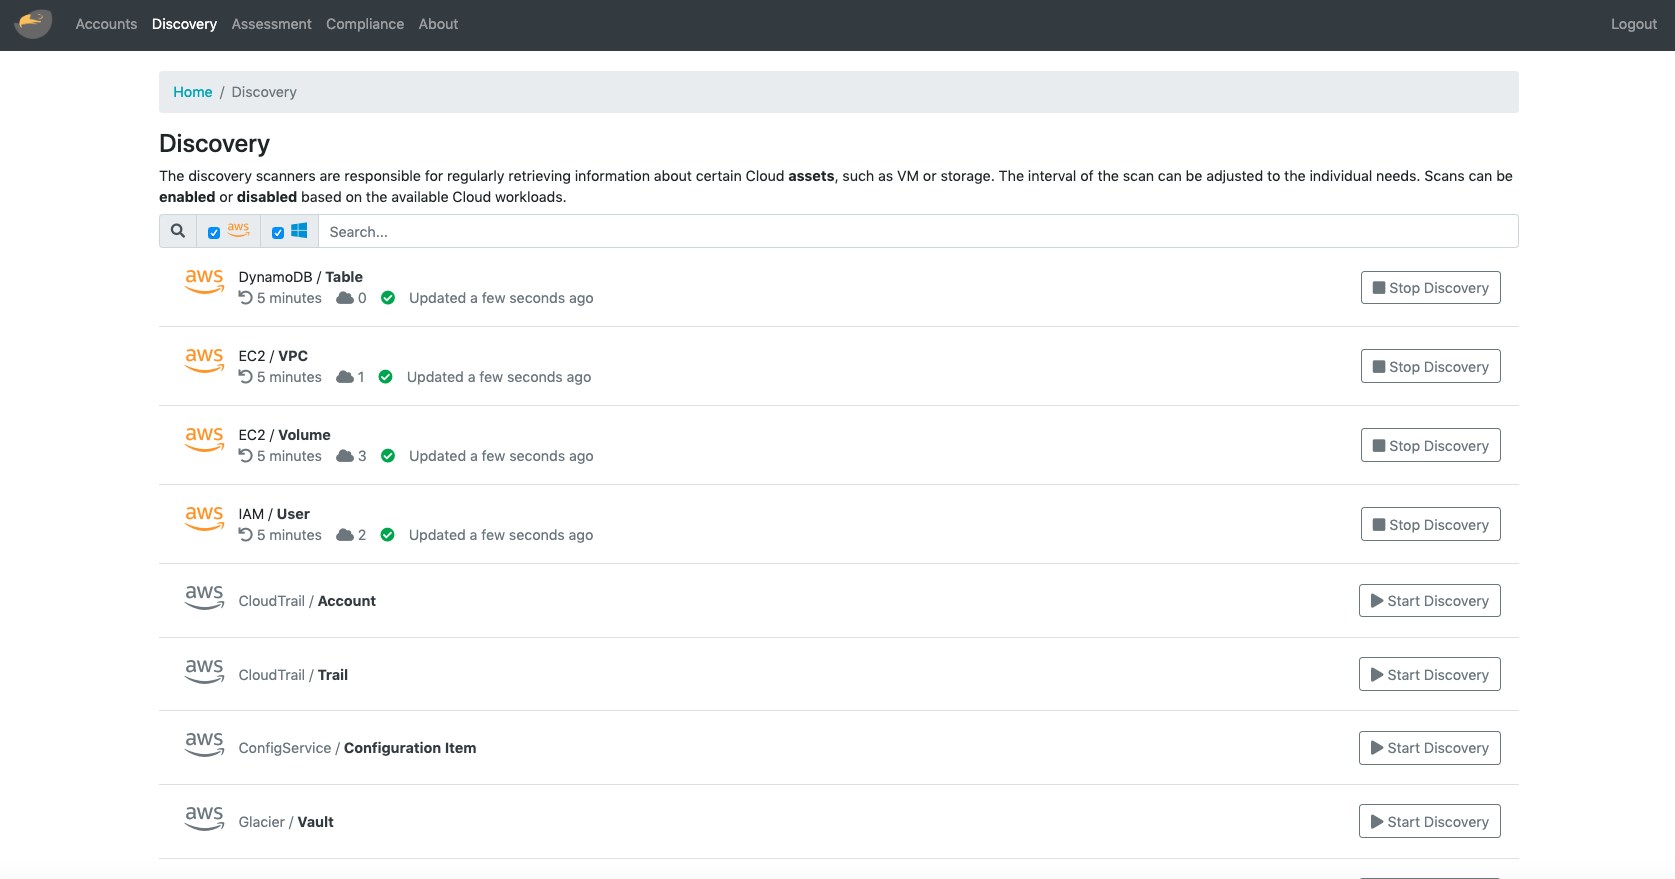 Accounts Discovery Assessment Compliance About Logout
Home / Discovery
Discovery
The discovery scanners are responsible for regularly retrieving information about certain Cloud assets, such as VM or storage. The interval of the scan can be adjusted to the individual needs. Scans can be
enabled or disabled based on the available Cloud workloads.
aws Search...
aws DynamoDB / Table
5 minutes 0 Updated a few seconds ago Stop Discovery
aws EC2 / VPC
5 minutes 1 Updated a few seconds ago Stop Discovery
aws EC2 / Volume
5 minutes 3 Updated a few seconds ago Stop Discovery
aws IAM / User
5 minutes 2 Updated a few seconds ago Stop Discovery
aws CloudTrail / Account Start Discovery
aws CloudTrail / Trail Start Discovery
aws ConfigService / Configuration Item Start Discovery
aws Glacier / Vault Start Discovery